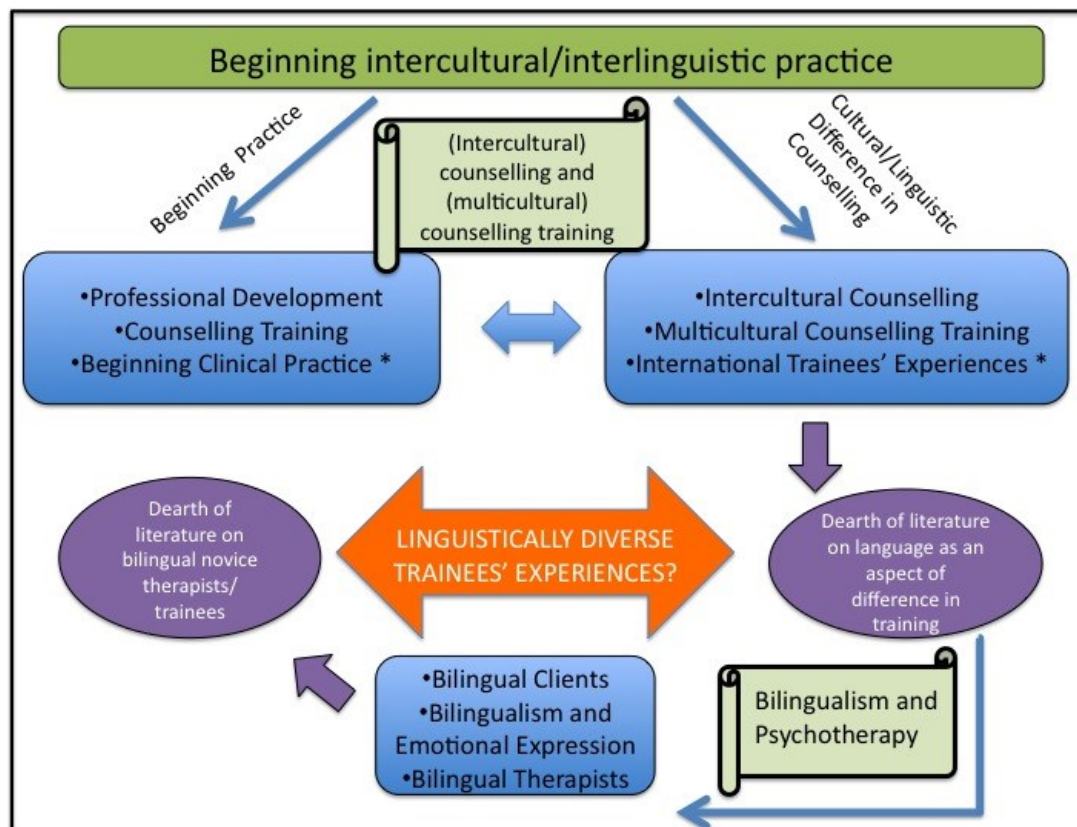 Beginning intercultural/interlinguistic practice
Beginning Practice
(Intercultural)
counselling and
(multicultural)
counselling training
Cultural/Linguistic
Difference in
Counselling
•Professional Development
•Counselling Training
•Beginning Clinical Practice *
•Intercultural Counselling
•Multicultural Counselling Training
•International Trainees’ Experiences *
Dearth of
literature on
bilingual novice
therapists/
trainees
LINGUISTICALLY DIVERSE
TRAINEES’ EXPERIENCES?
Dearth of literature
on language as an
aspect of
difference in
training
•Bilingual Clients
•Bilingualism and
Emotional Expression
•Bilingual Therapists
Bilingualism and
Psychotherapy